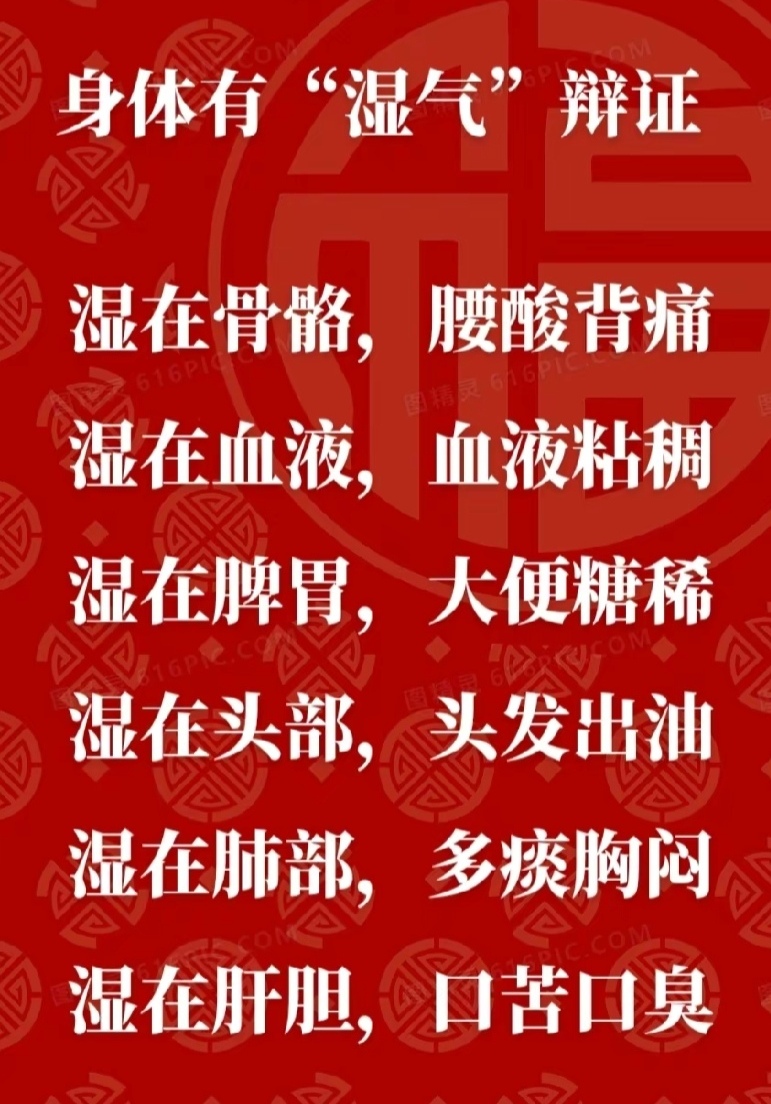 身体有“湿气”辩证
湿在骨骼，腰酸背痛
湿在血液，血液粘稠
湿在脾胃，大便糖稀
湿在头部，头发出油
湿在肺部，多痰胸闷
湿在肝胆，口苦口臭
图精灵 616PIC.COM